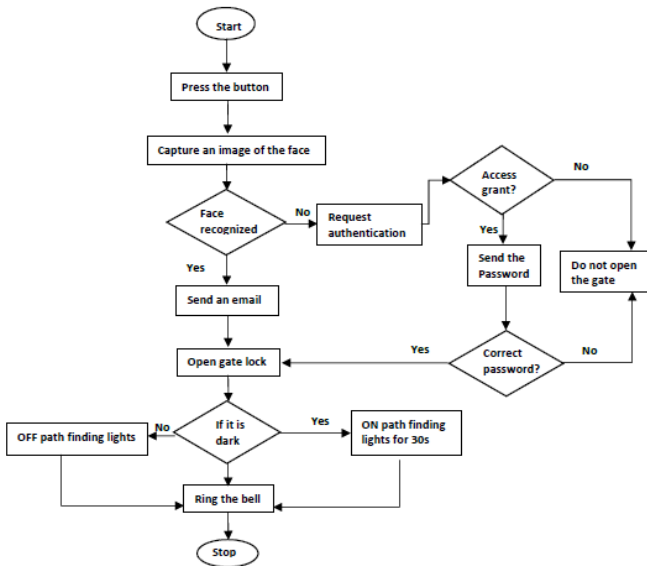 Start
Press the button
Capture an image of the face
Face
recognized
No
Request
authentication
Access
grant?
No
Yes
Send the
Password
Do not open
the gate
Yes
Send an email
Open gate lock
Yes
Correct
password?
No
If it is
dark
No
OFF path finding lights
Yes
ON path finding
lights for 30s
Ring the bell
Stop